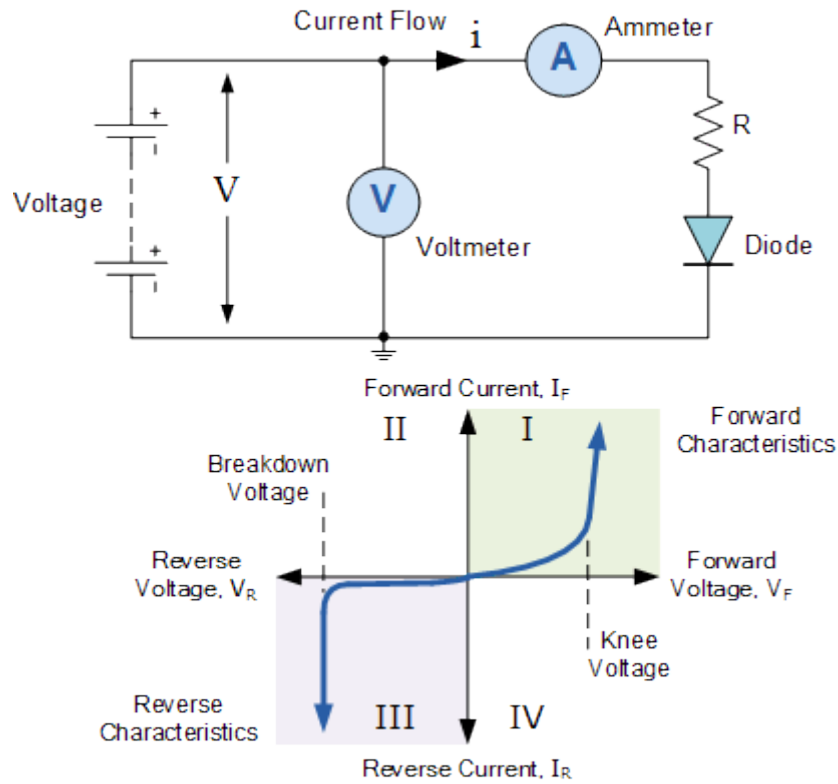 Current Flow
i
Ammeter
A
+
-
R
V
V
Voltage
Voltmeter
Diode
+
-
Forward Current, IF
II
I
Forward
Characteristics
Breakdown
Voltage
Reverse
Voltage, VR
Forward
Voltage, VF
Knee
Voltage
Reverse
Characteristics
III
IV
Reverse Current, IR